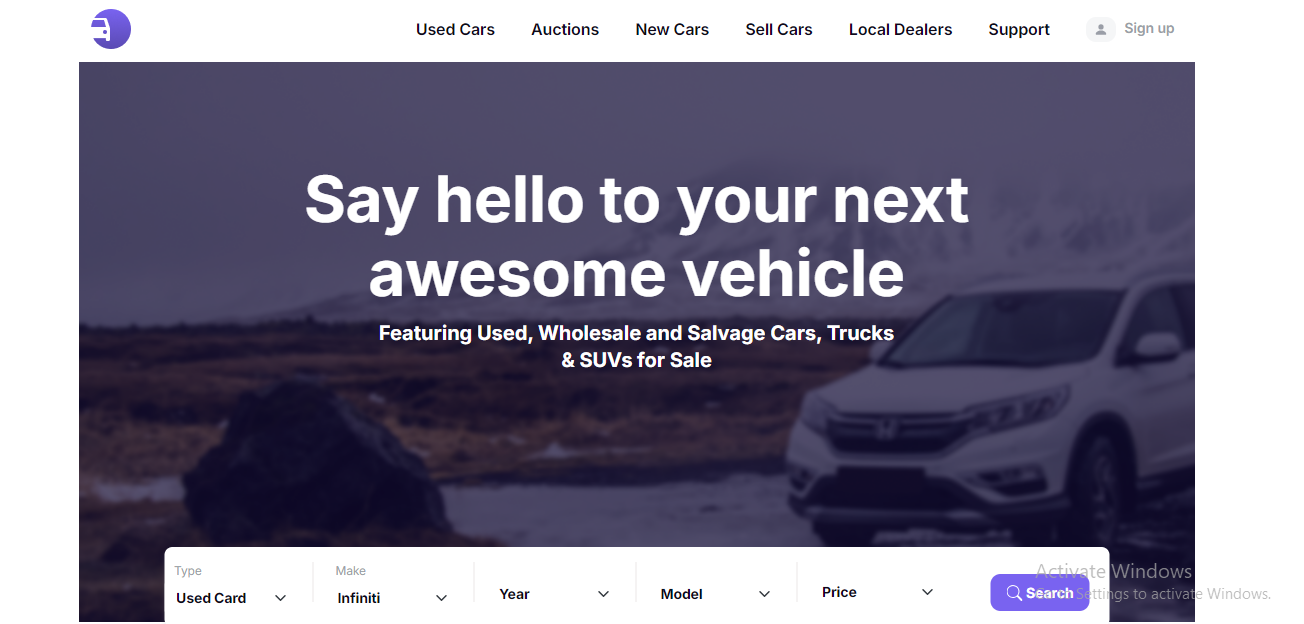 Used Cars Auctions New Cars Sell Cars Local Dealers Support Sign up
Say hello to your next
awesome vehicle
Featuring Used, Wholesale and Salvage Cars, Trucks
& SUVs for Sale
Type Make
Used Card Infiniti Year Model Price Search
Activate Windows
Settings to activate Windows.